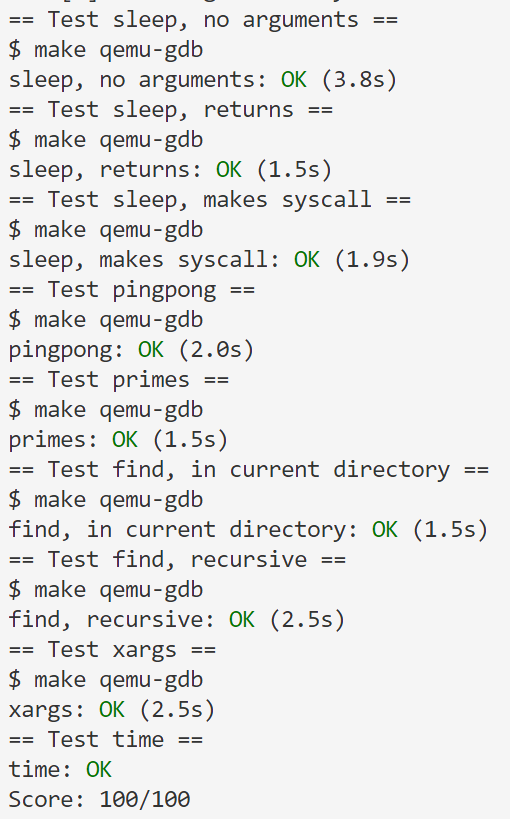 == Test sleep, no arguments ==
$ make qemu-gdb
sleep, no arguments: OK (3.8s)
== Test sleep, returns ==
$ make qemu-gdb
sleep, returns: OK (1.5s)
== Test sleep, makes syscall ==
$ make qemu-gdb
sleep, makes syscall: OK (1.9s)
== Test pingpong ==
$ make qemu-gdb
pingpong: OK (2.0s)
== Test primes ==
$ make qemu-gdb
primes: OK (1.5s)
== Test find, in current directory ==
$ make qemu-gdb
find, in current directory: OK (1.5s)
== Test find, recursive ==
$ make qemu-gdb
find, recursive: OK (2.5s)
== Test xargs ==
$ make qemu-gdb
xargs: OK (2.5s)
== Test time ==
time: OK
Score: 100/100